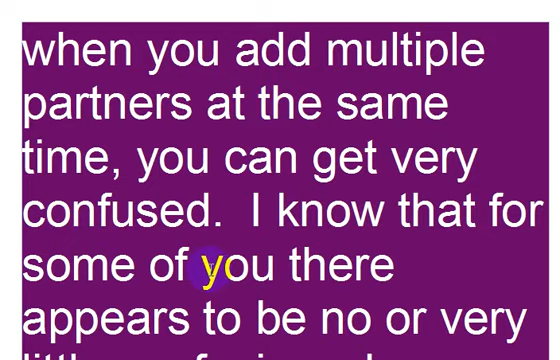 when you add multiple
partners at the same
time, you can get very
confused.  I know that for
some of you there
appears to be no or very